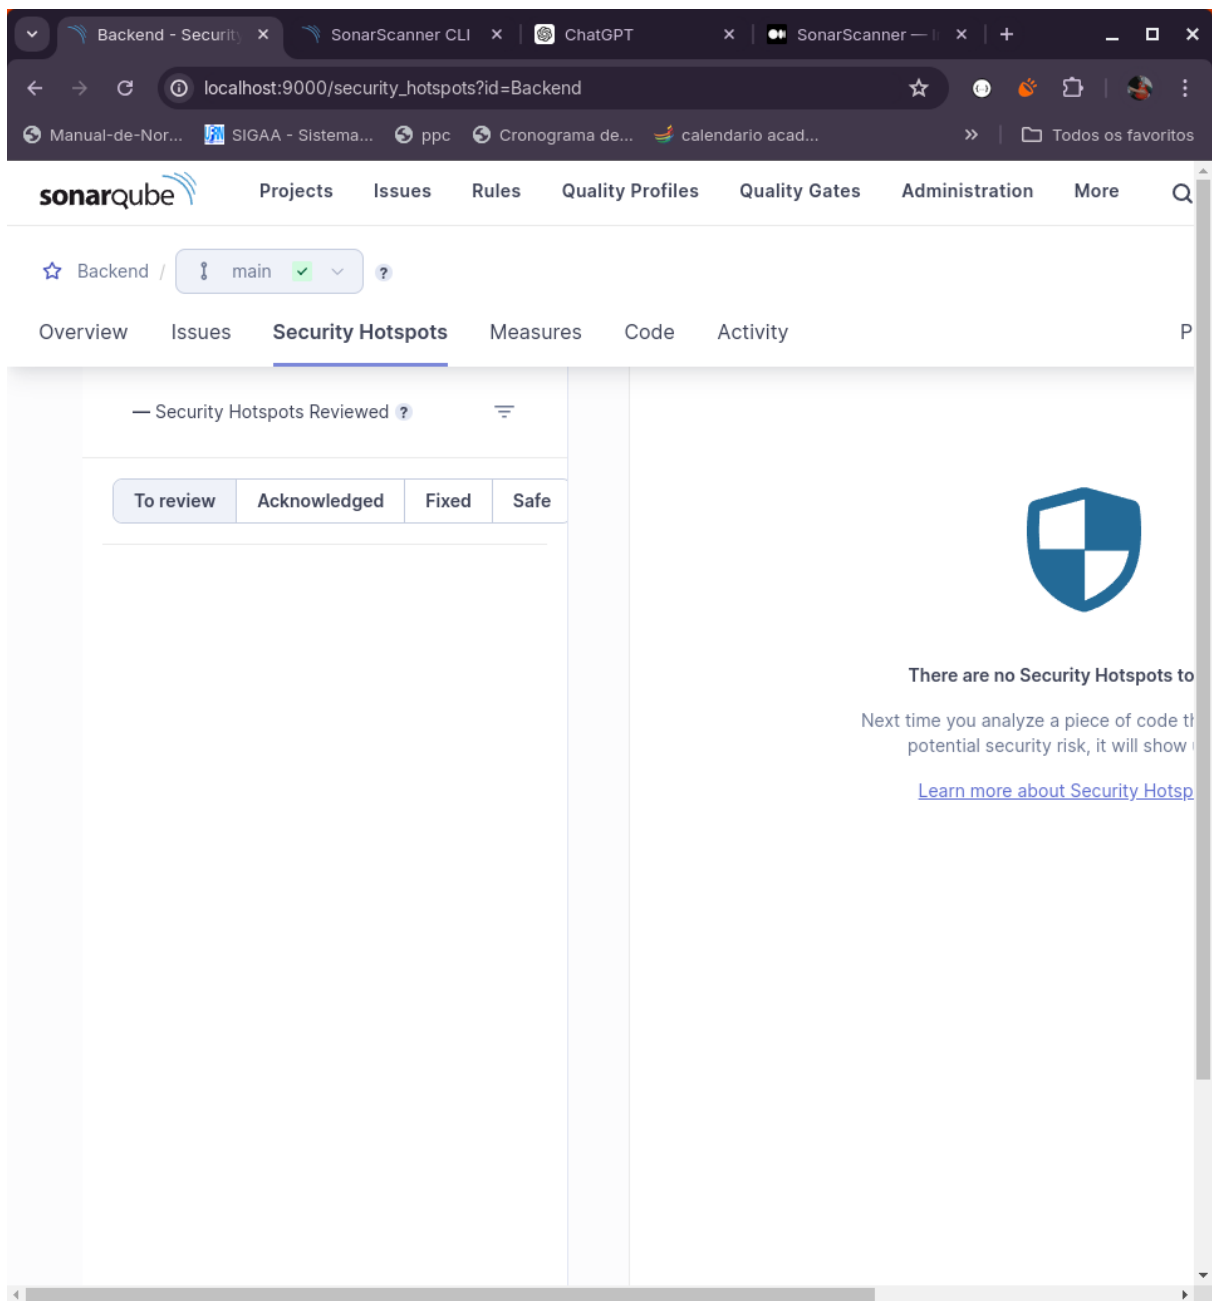 Backend - Security
SonarScanner CLI
ChatGPT
SonarScanner — I
localhost:9000/security_hotspots?id=Backend
Manual-de-Nor...
SIGAA - Sistema...
ppc
Cronograma de...
calendario acad...
»
Todos os favoritos
sonarqube
Projects
Issues
Rules
Quality Profiles
Quality Gates
Administration
More
Backend / main ?
Overview
Issues
Security Hotspots
Measures
Code
Activity
P
— Security Hotspots Reviewed ?
To review
Acknowledged
Fixed
Safe
There are no Security Hotspots to
Next time you analyze a piece of code
potential security risk, it will show
Learn more about Security Hotsp